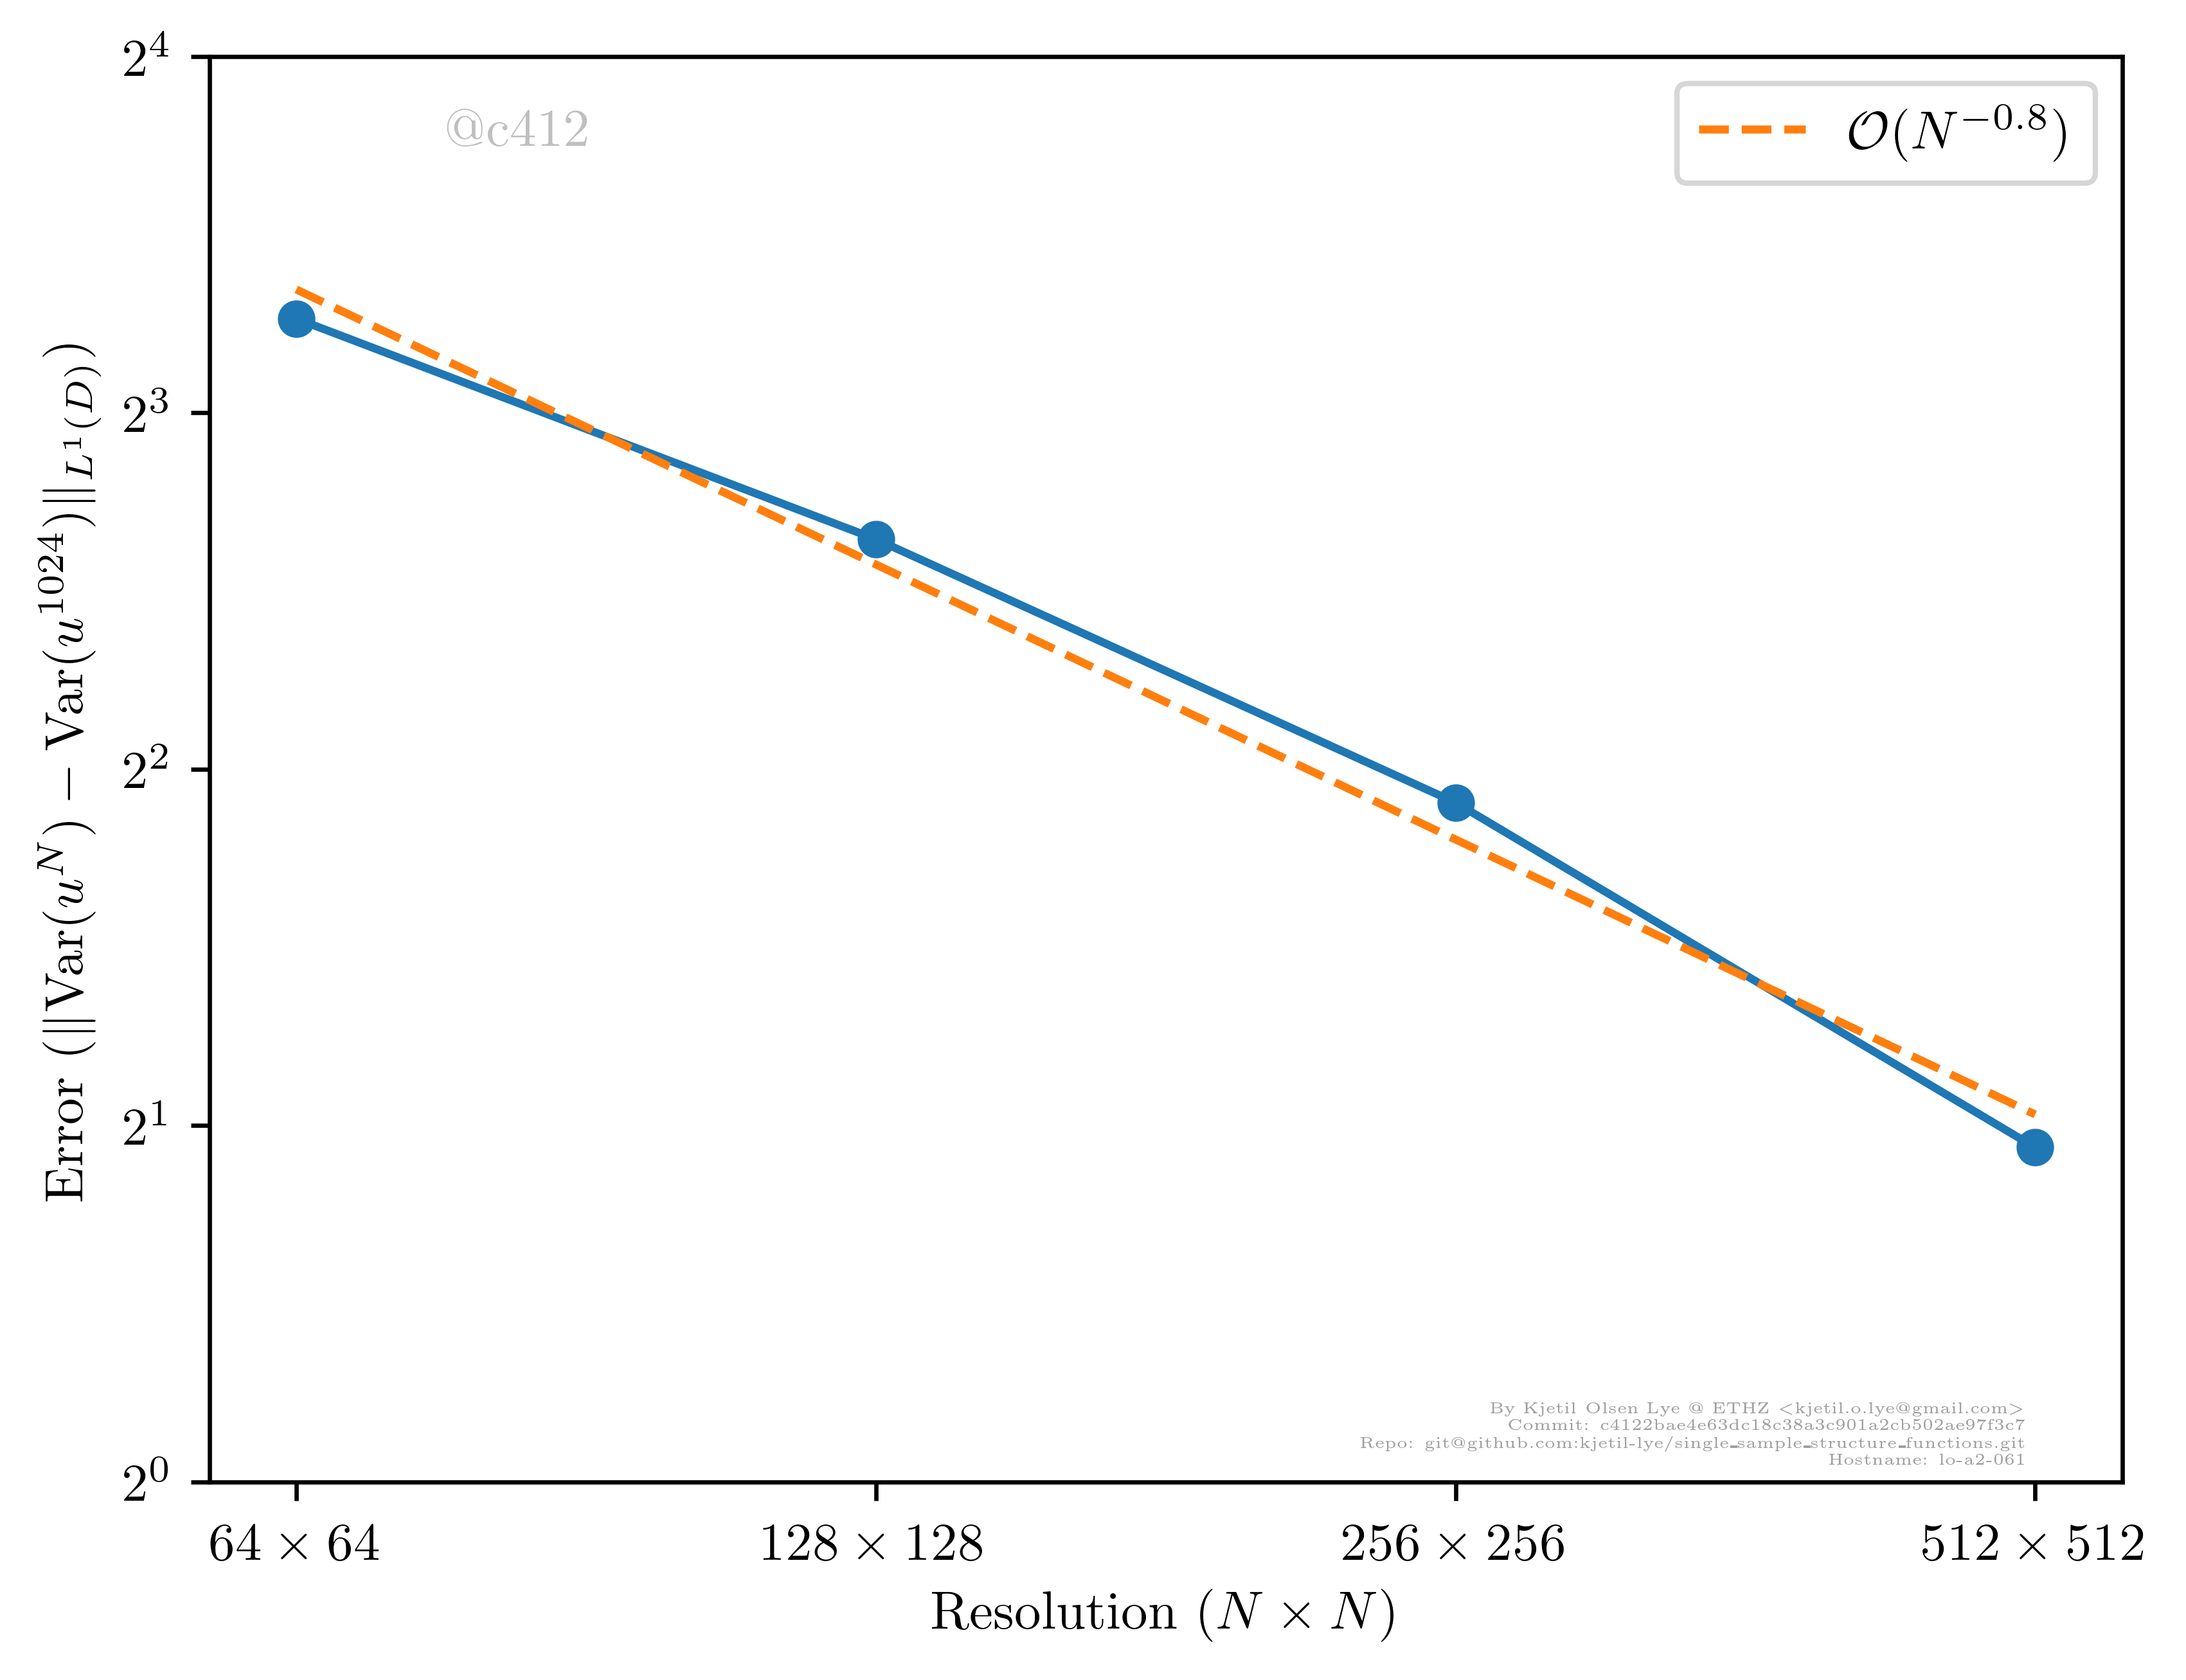 2^4
@c412
𝒪(N^{-0.8})
2^3
2^2
2^1
2^0
Error (||Var(u^N) − Var(u^{1024})||_{L^1(D)})
By Kjetil Olsen Lye @ ETHZ <kjetil.o.lye@gmail.com>
Commit: c4122bae4e63dc18c38a3c901a2cb502ae97f3c7
Repo: git@github.com:kjetil-lye/single_sample_structure_functions.git
Hostname: lo-a2-061
64 × 64 128 × 128 256 × 256 512 × 512
Resolution (N × N)